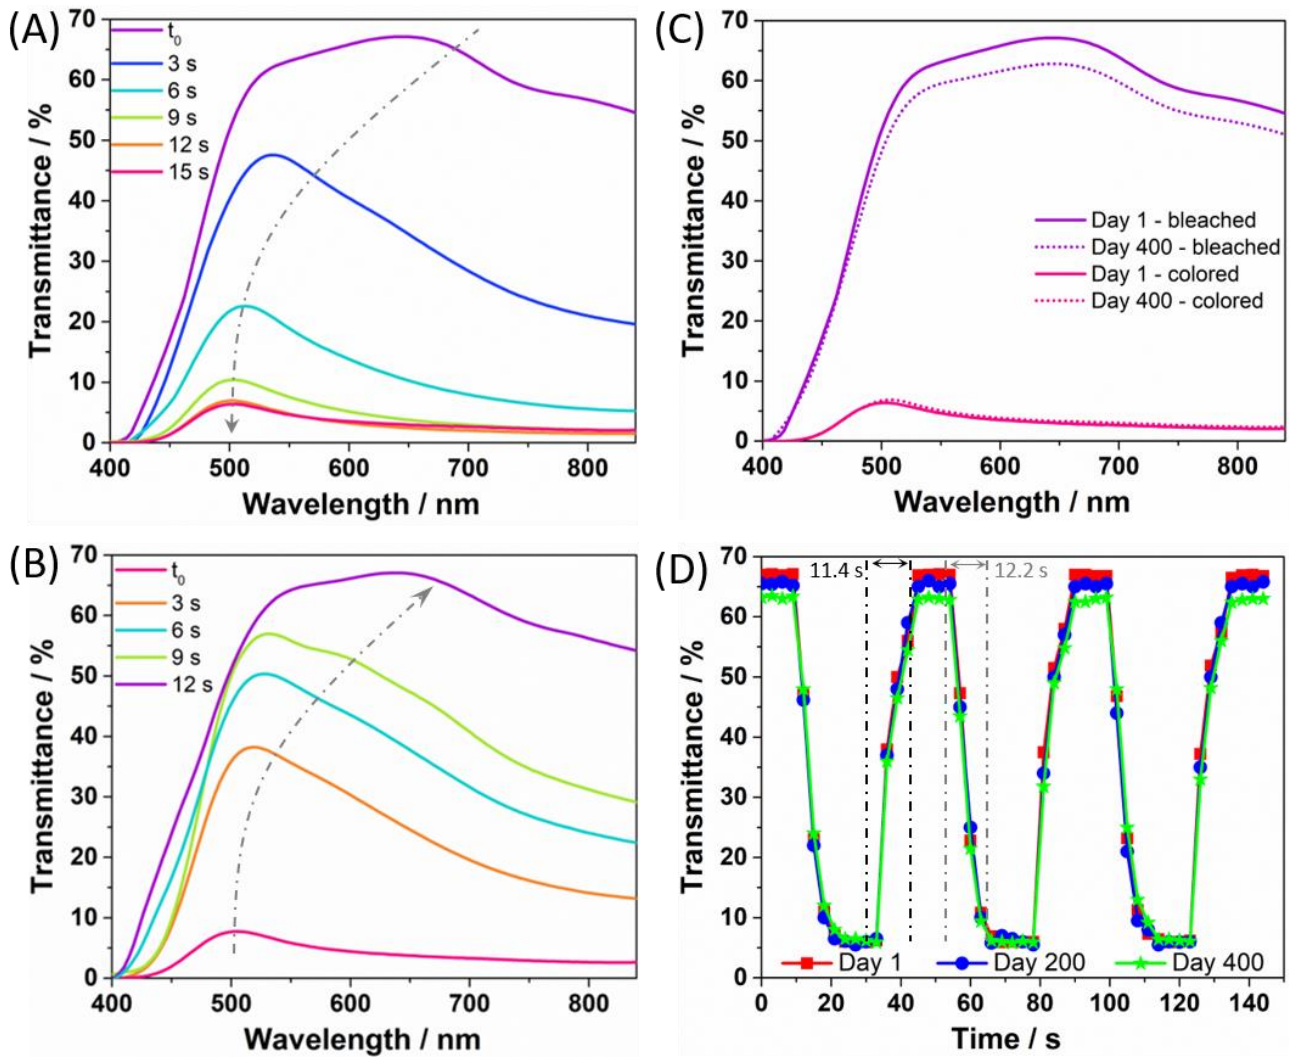 (A)
70
60
50
40
30
20
10
0
Transmittance / %
t0
3 s
6 s
9 s
12 s
15 s
400 500 600 700 800
Wavelength / nm
(C)
70
60
50
40
30
20
10
0
Transmittance / %
Day 1 - bleached
Day 400 - bleached
Day 1 - colored
Day 400 - colored
400 500 600 700 800
Wavelength / nm
(B)
70
60
50
40
30
20
10
0
Transmittance / %
t0
3 s
6 s
9 s
12 s
400 500 600 700 800
Wavelength / nm
(D)
70
60
50
40
30
20
10
0
Transmittance / %
11.4 s 12.2 s
Day 1 Day 200 Day 400
0 20 40 60 80 100 120 140
Time / s